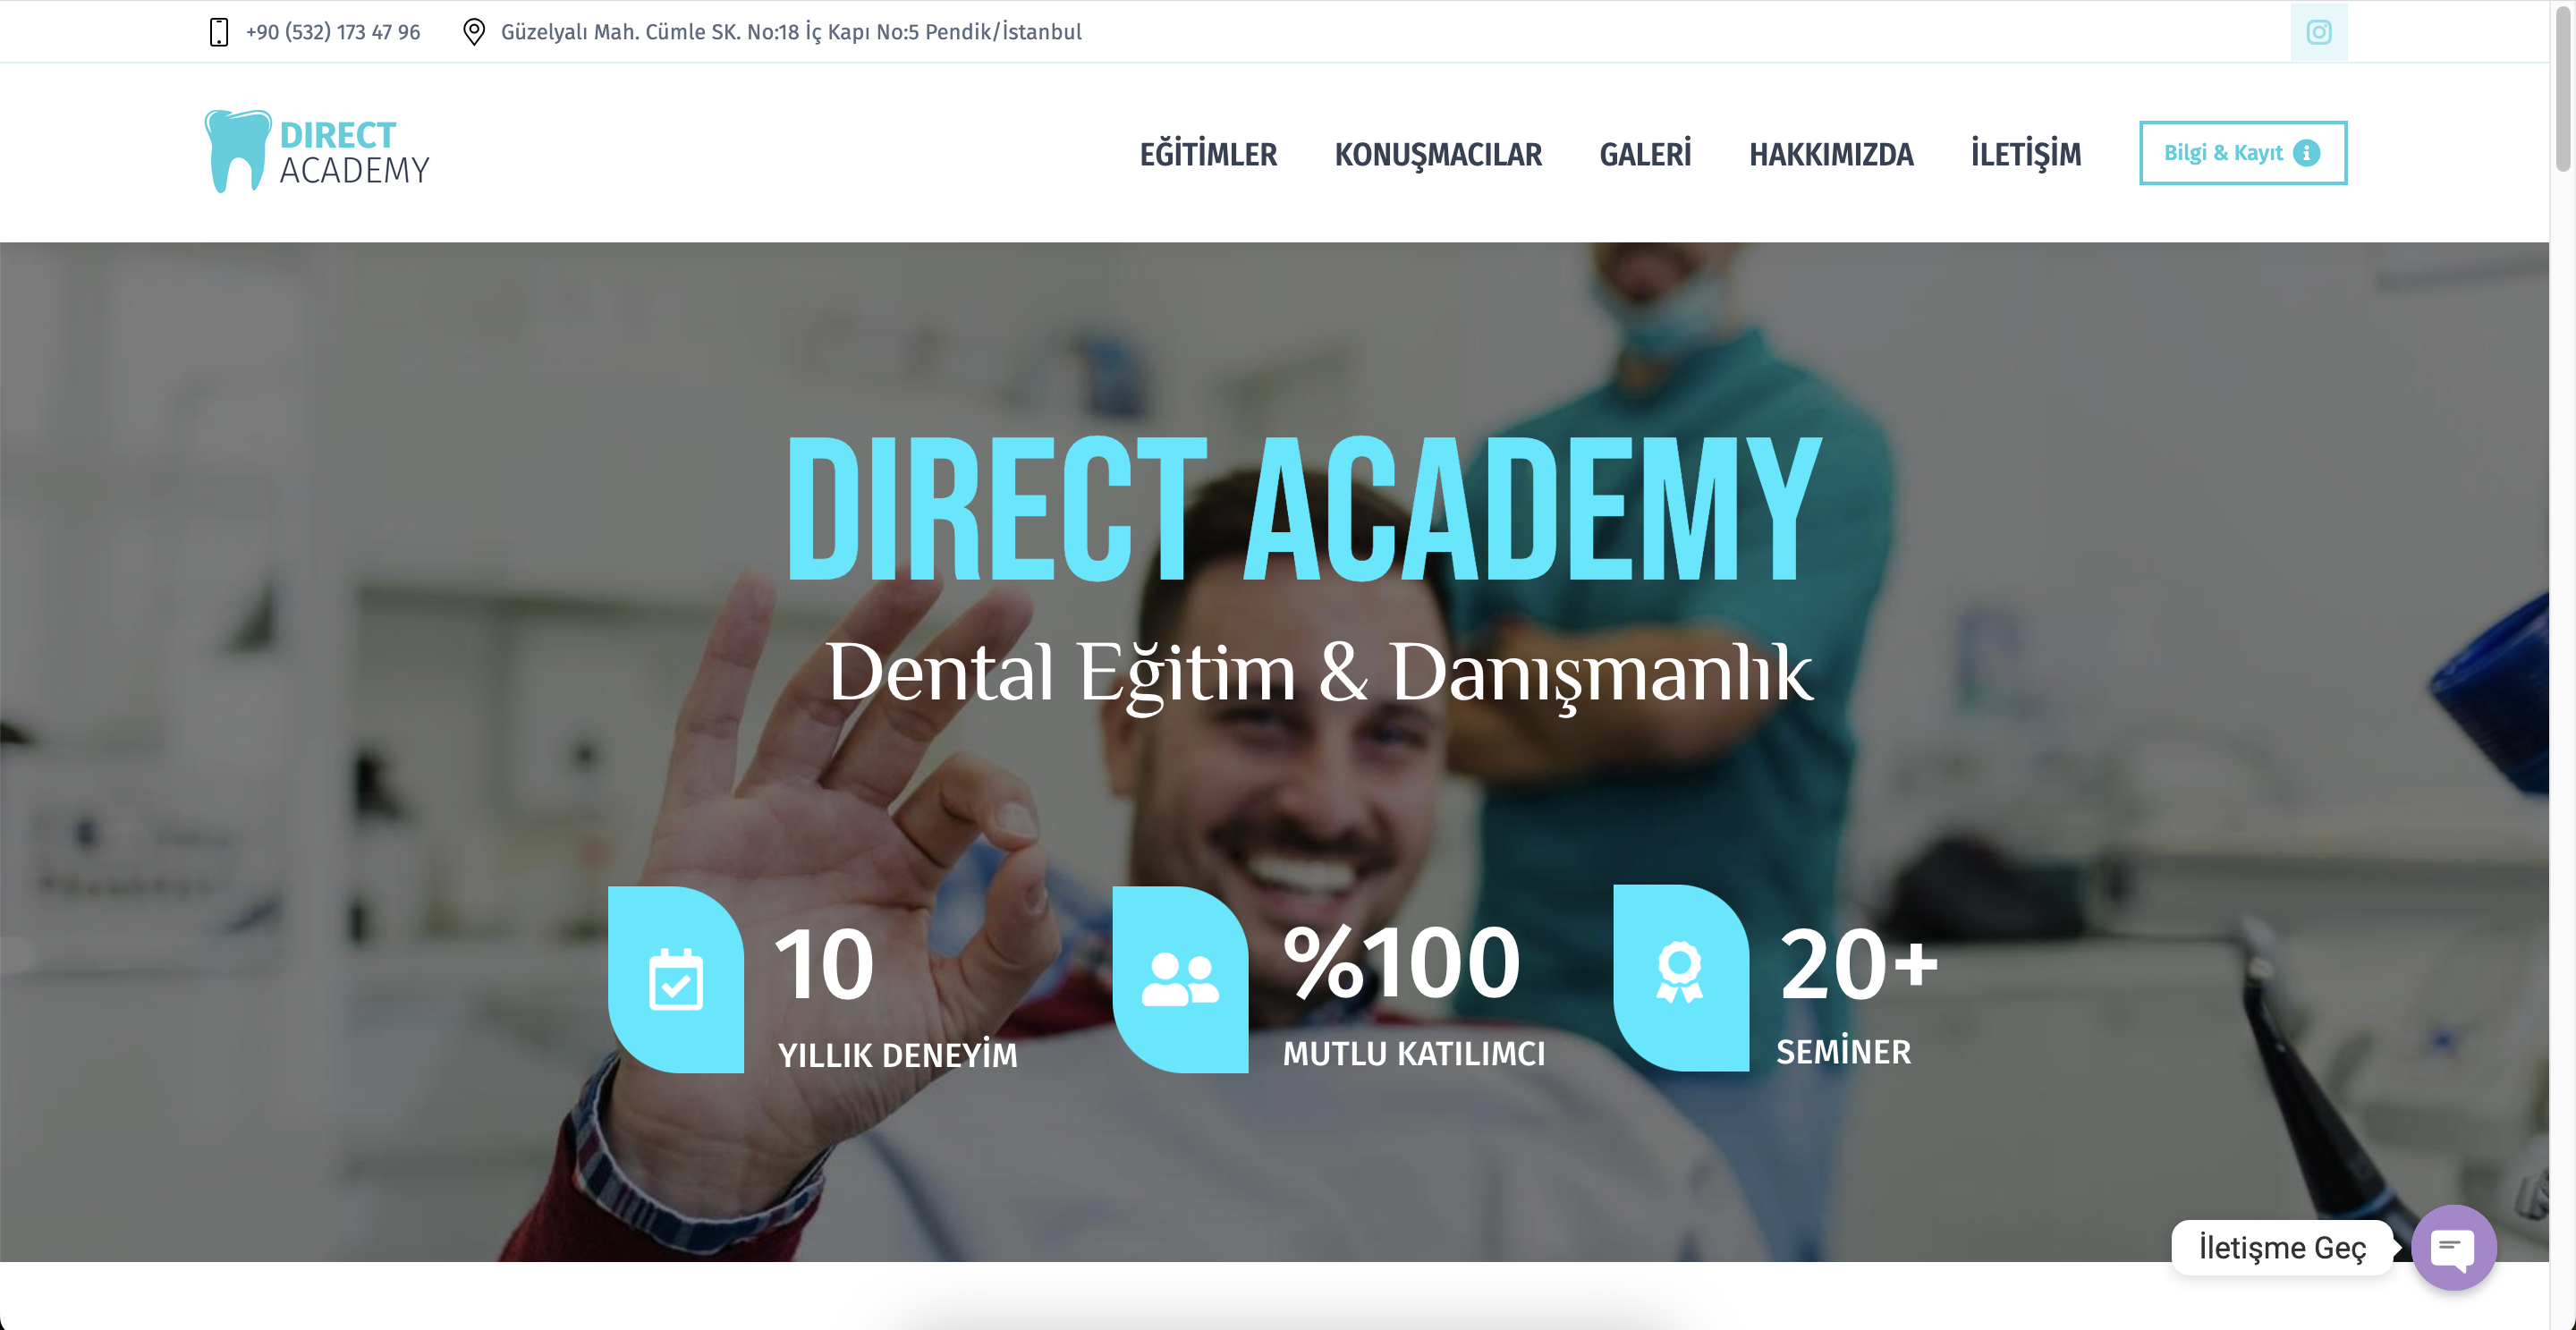 +90 (532) 173 47 96
Güzelyalı Mah. Cümle SK. No:18 İç Kapı No:5 Pendik/İstanbul
DIRECT
ACADEMY
EĞİTİMLER
KONUŞMACILAR
GALERİ
HAKKIMIZDA
İLETİŞİM
Bilgi & Kayıt
DIRECT ACADEMY
Dental Eğitim & Danışmanlık
10
YILLIK DENEYİM
%100
MUTLU KATILIMCI
20+
SEMİNER
İletişme Geç